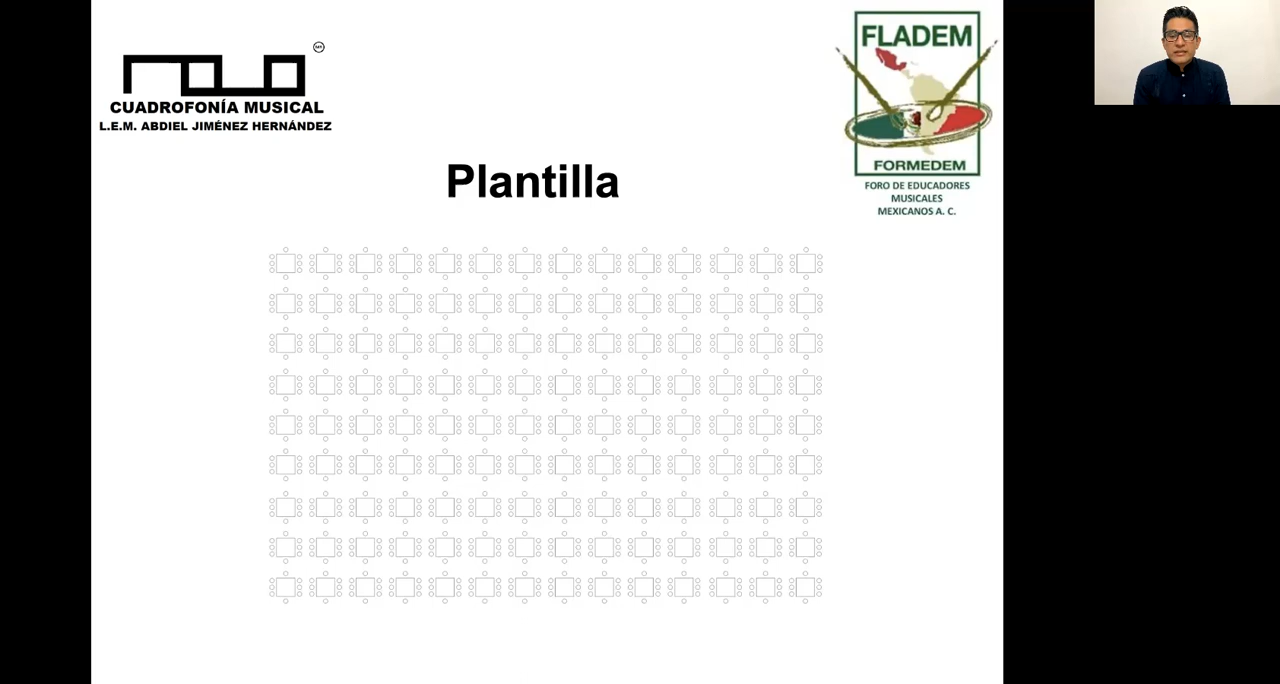 CUADROFONÍA MUSICAL
L.E.M. ABDIEL JIMÉNEZ HERNÁNDEZ
FLADEM
FORMEDEM
FORO DE EDUCADORES
MUSICALES
MEXICANOS A. C.
Plantilla